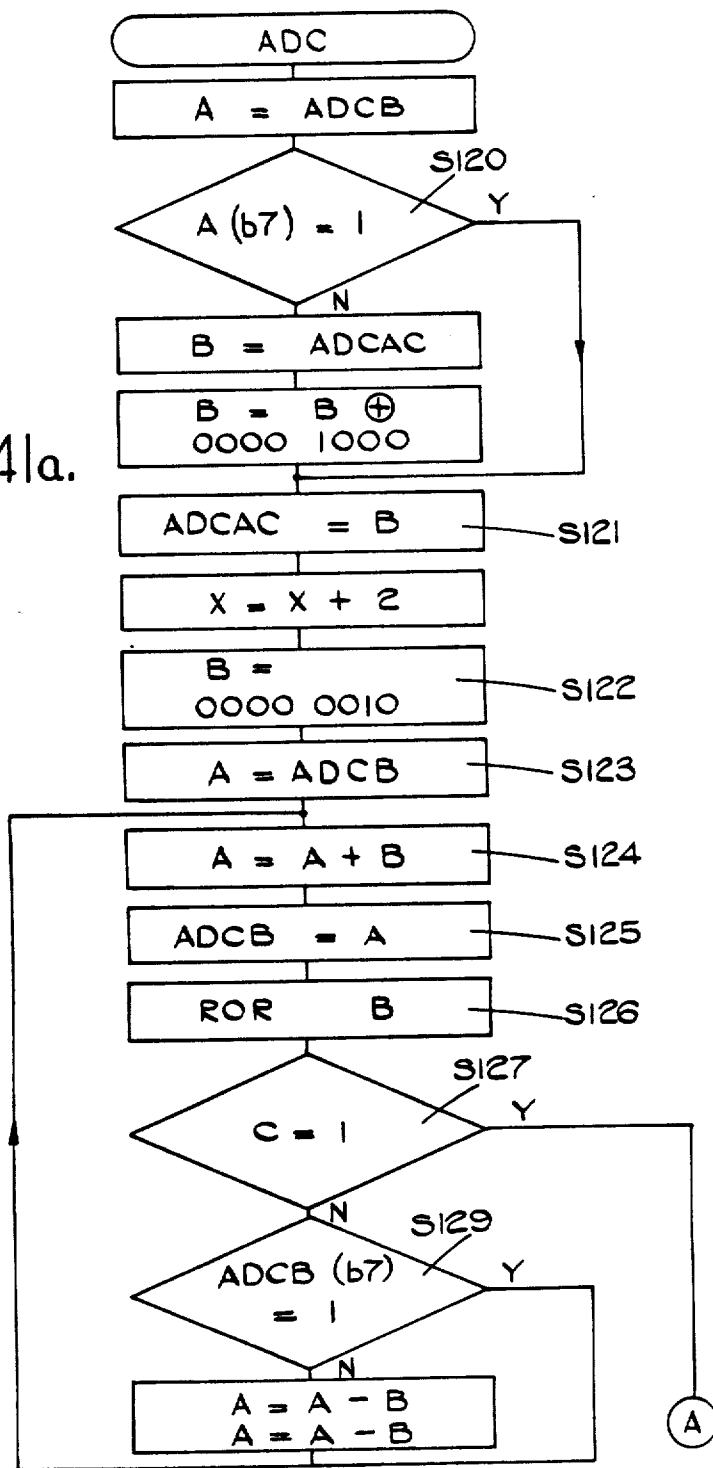 ADC
A = ADCB
S120
A (b7) = 1
Y
N
B = ADCAC
B = B ⊕
0000 1000
41a.
ADCAC = B
S121
X = X + 2
B =
0000 0010
S122
A = ADCB
S123
A = A + B
S124
ADCB = A
S125
ROR B
S126
S127
C = 1
Y
N
S129
ADCB (b7)
= 1
Y
N
A = A - B
A = A - B
A